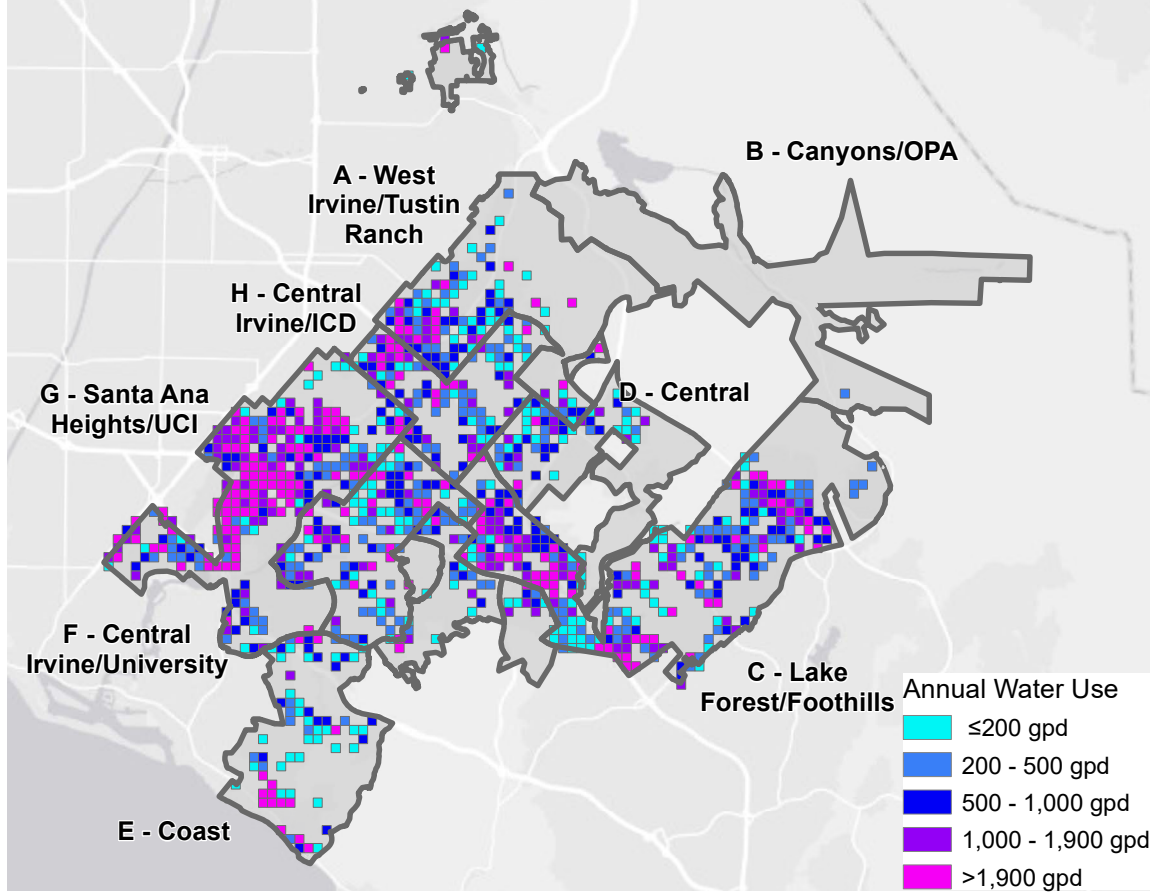 B - Canyons/OPA
A - West
Irvine/Tustin
Ranch
H - Central
Irvine/ICD
G - Santa Ana
Heights/UCI
D - Central
F - Central
Irvine/University
C - Lake
Forest/Foothills
E - Coast
Annual Water Use
≤200 gpd
200 - 500 gpd
500 - 1,000 gpd
1,000 - 1,900 gpd
>1,900 gpd